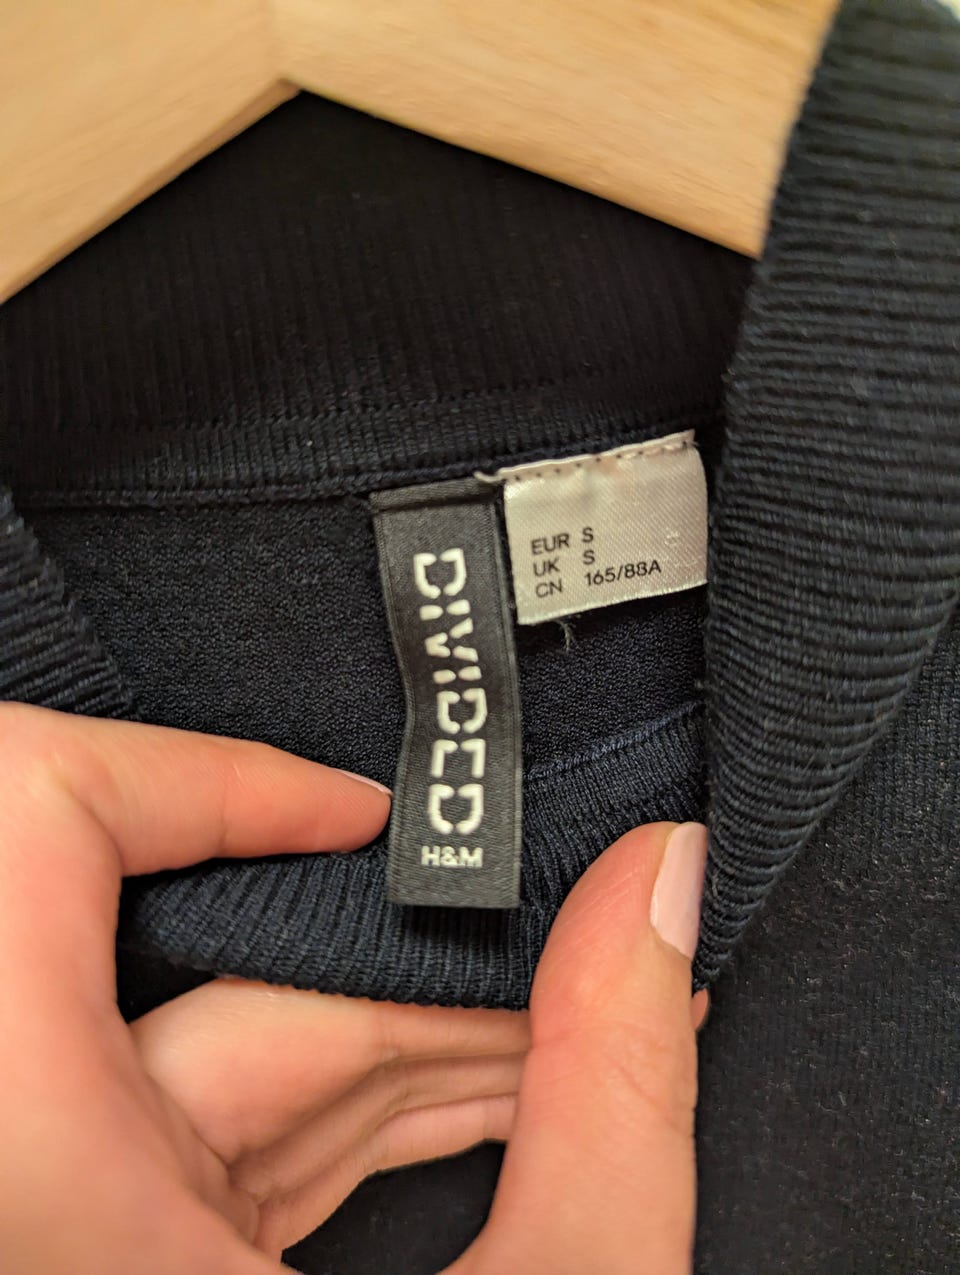 DIVIDED
H&M
EUR S
UK S
CN 165/88A